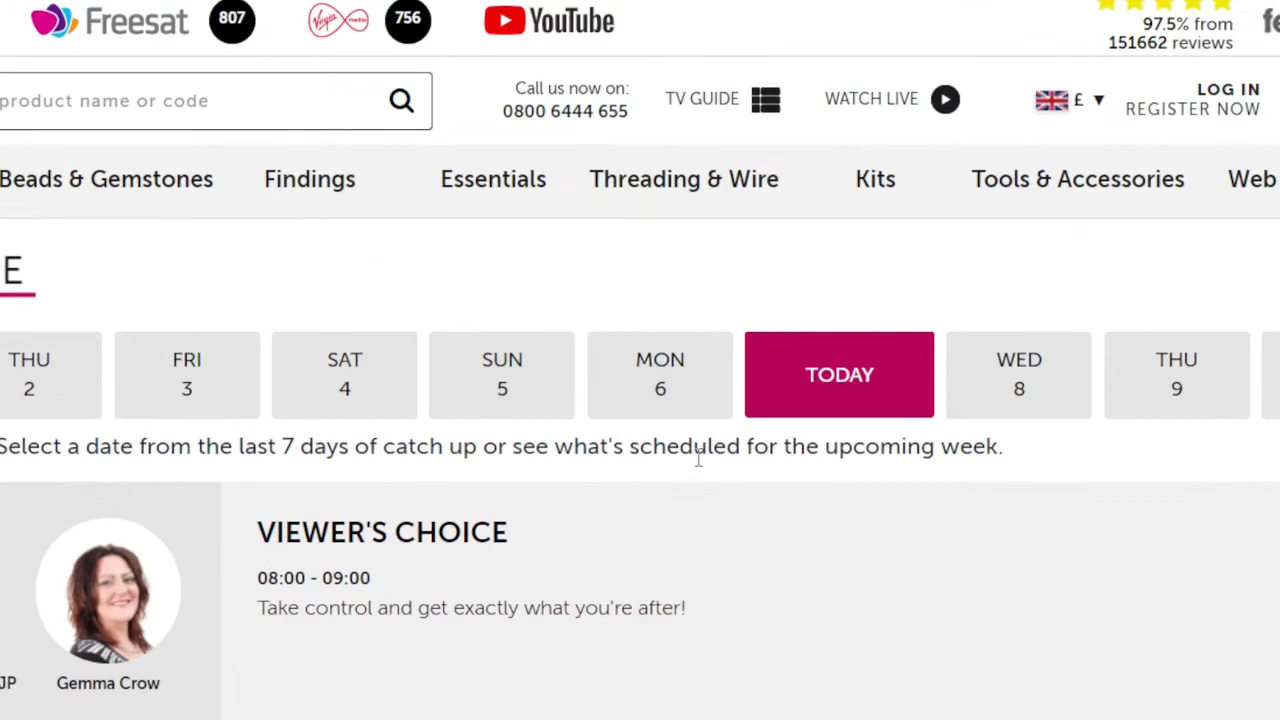 Freesat 807 Virgin media 756 YouTube
97.5% from
151662 reviews
product name or code
Call us now on:
0800 6444 655
TV GUIDE
WATCH LIVE
£ ▼
LOG IN
REGISTER NOW
Beads & Gemstones Findings Essentials Threading & Wire Kits Tools & Accessories Web
E
THU
2
FRI
3
SAT
4
SUN
5
MON
6
TODAY
WED
8
THU
9
Select a date from the last 7 days of catch up or see what's scheduled for the upcoming week.
VIEWER'S CHOICE
08:00 - 09:00
Take control and get exactly what you're after!
JP
Gemma Crow